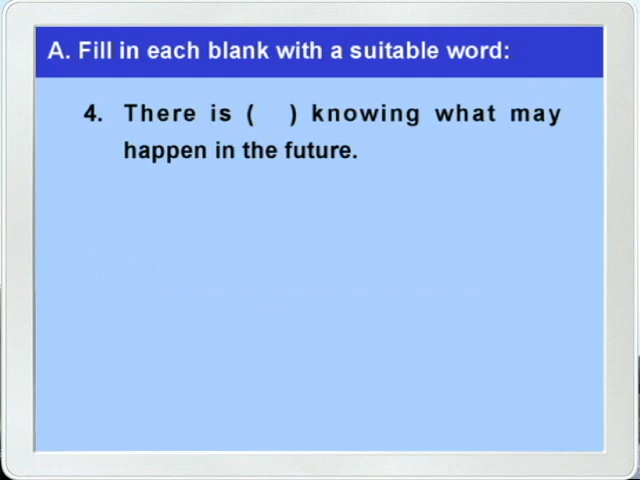 A. Fill in each blank with a suitable word:
4. There is ( ) knowing what may
happen in the future.